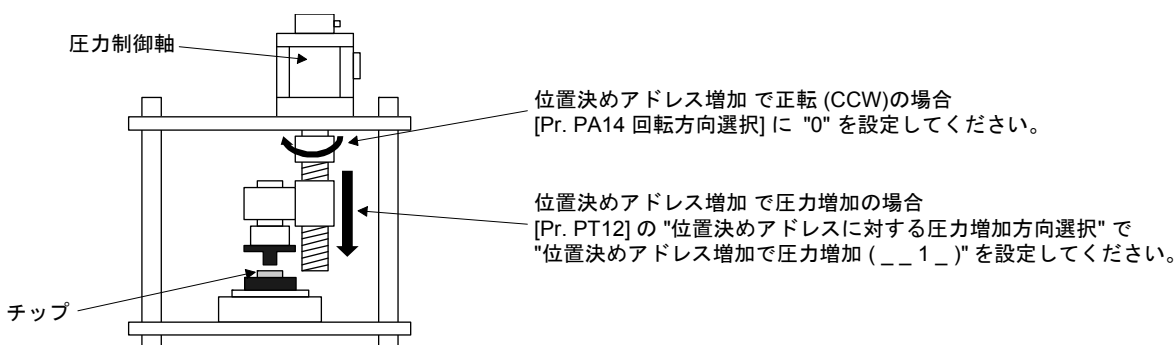 圧力制御軸
位置決めアドレス増加 で正転 (CCW)の場合
[Pr. PA14 回転方向選択] に "0" を設定してください。
位置決めアドレス増加 で圧力増加の場合
[Pr. PT12] の "位置決めアドレスに対する圧力増加方向選択" で
"位置決めアドレス増加で圧力増加 ( _ _ 1 _ )" を設定してください。
チップ